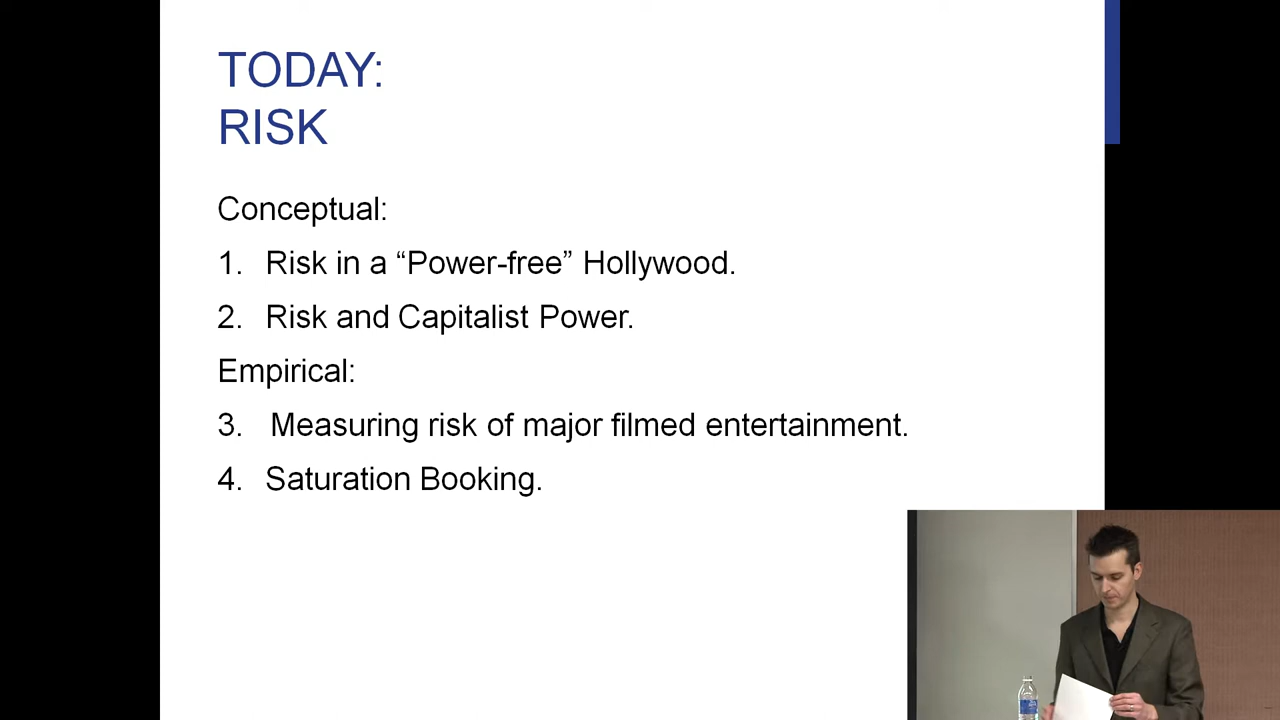 TODAY:
RISK
Conceptual:
1. Risk in a “Power-free” Hollywood.
2. Risk and Capitalist Power.
Empirical:
3. Measuring risk of major filmed entertainment.
4. Saturation Booking.